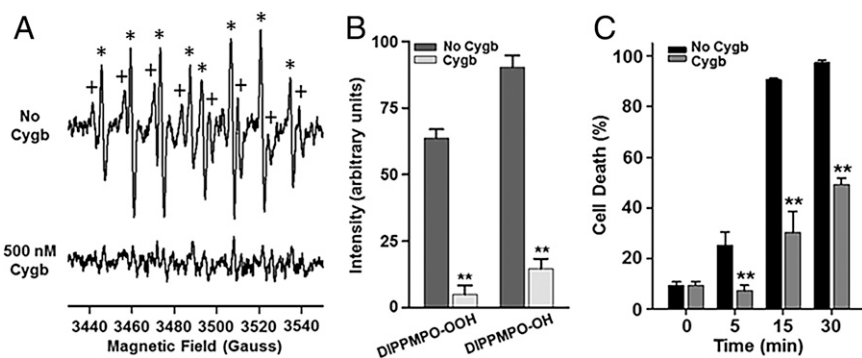 A
B
C
+ * + * + * + * * + * + * + * +
No
Cygb
500 nM
Cygb
3440 3460 3480 3500 3520 3540
Magnetic Field (Gauss)
Intensity (arbitrary units)
100
75
50
25
0
No Cygb
Cygb
**
**
DIPPMPO-OOH
DIPPMPO-OH
Cell Death (%)
100
80
60
40
20
0
No Cygb
Cygb
**
**
**
0 5 15 30
Time (min)